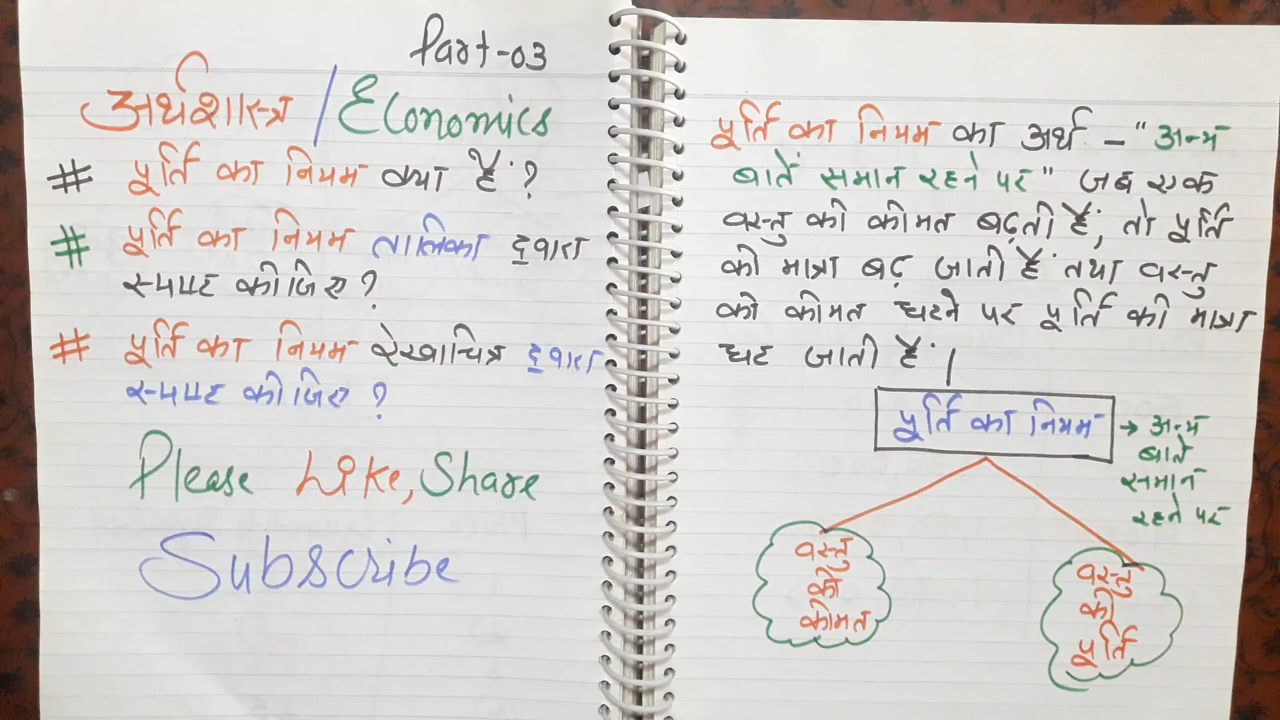 Part-03
अर्थशास्त्र / Economics
# पूर्ति का नियम क्या है?
# पूर्ति का नियम तालिका द्वारा
स्पष्ट कीजिए?
# पूर्ति का नियम रेखाचित्र द्वारा
स्पष्ट कीजिए?
Please Like, Share
Subscribe
पूर्ति का नियम का अर्थ - "अन्य
बातें समान रहने पर" जब एक
वस्तु की कीमत बढ़ती है, तो पूर्ति
की मात्रा बढ़ जाती है तथा वस्तु
की कीमत घटने पर पूर्ति की मात्रा
घट जाती है।
पूर्ति का नियम → अन्य
बाते
समान
रहने पर
वस्तु
की
कीमत
वस्तु
की
पूर्ति